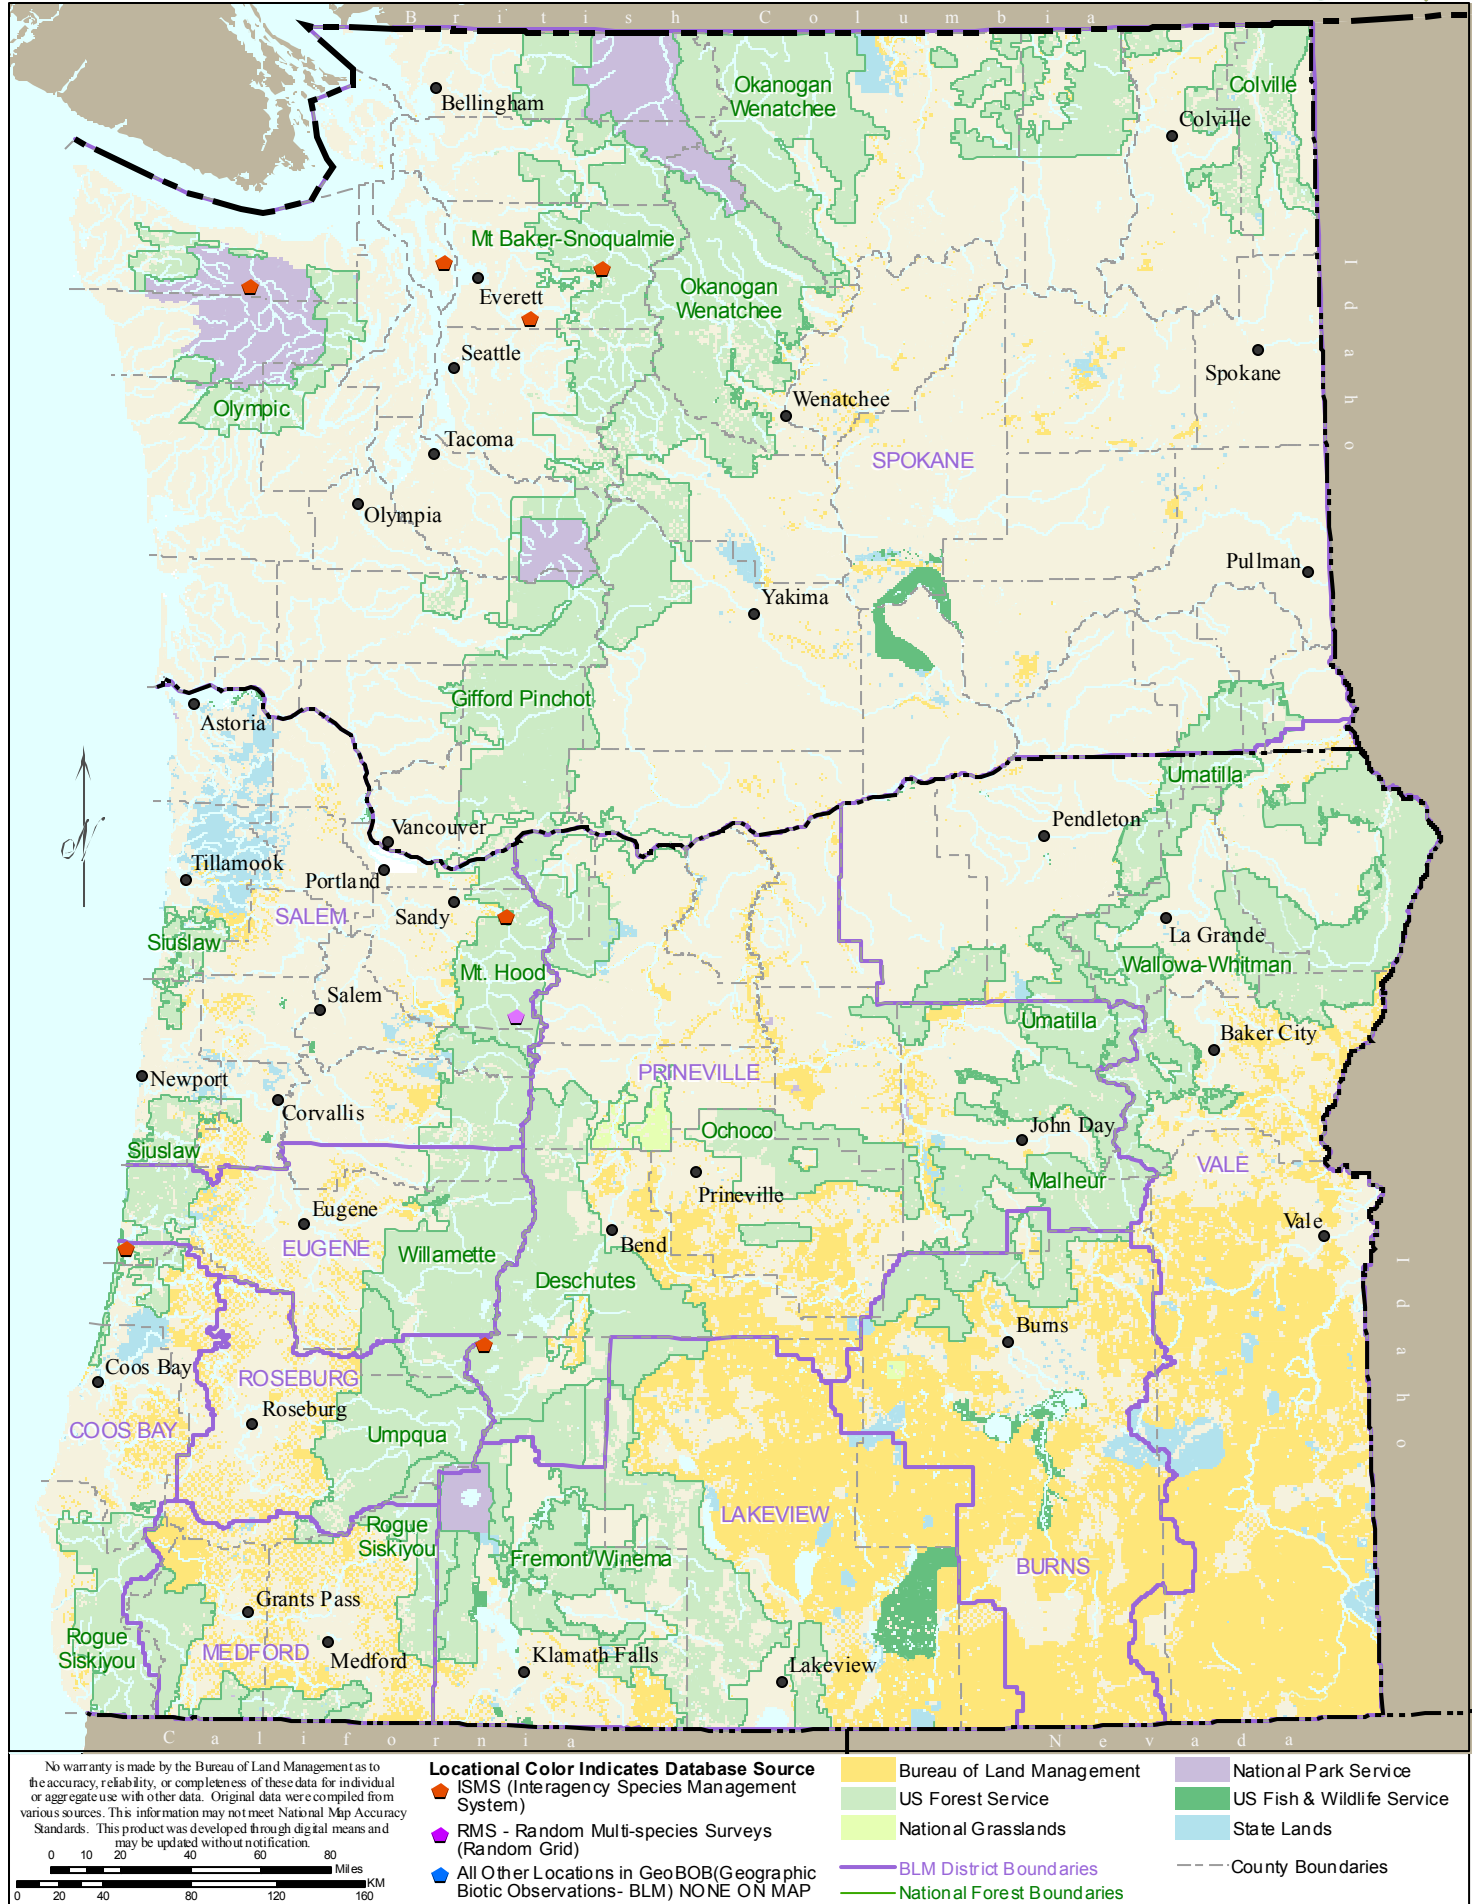 British Columbia
Bellingham
Okanogan
Wenatchee
Colville
Colville
Mt Baker-Snoqualmie
Everett
Okanogan
Wenatchee
Idaho
Seattle
Spokane
Olympic
Wenatchee
Tacoma
SPOKANE
Olympia
Pullman
Yakima
Gifford Pinchot
Astoria
Umatilla
Vancouver
Pendleton
Tillamook
Portland
SALEM
Sandy
La Grande
Siuslaw
Mt. Hood
Wallowa-Whitman
Salem
Umatilla
Baker City
Newport
PRINEVILLE
Corvallis
Ochoco
John Day
Siuslaw
VALE
Malheur
Prineville
Eugene
Vale
EUGENE
Willamette
Bend
Deschutes
Idaho
Burns
Coos Bay
ROSEBURG
Roseburg
COOS BAY
Umpqua
LAKEVIEW
Rogue
Siskiyou
Fremont/Winema
BURNS
Grants Pass
Rogue
Siskiyou
MEDFORD
Medford
Klamath Falls
Lakeview
California
Nevada
No warranty is made by the Bureau of Land Management as to
the accuracy, reliability, or completeness of these data for individual
or aggregate use with other data. Original data were compiled from
various sources. This information may not meet National Map Accuracy
Standards. This product was developed through digital means and
may be updated without notification.
0 10 20 40 60 80
Miles
KM
0 20 40 80 120 160
Locational Color Indicates Database Source
ISMS (Interagency Species Management
System)
RMS - Random Multi-species Surveys
(Random Grid)
All Other Locations in GeoBOB(Geographic
Biotic Observations- BLM) NONE ON MAP
Bureau of Land Management
US Forest Service
National Grasslands
BLM District Boundaries
National Forest Boundaries
National Park Service
US Fish & Wildlife Service
State Lands
County Boundaries